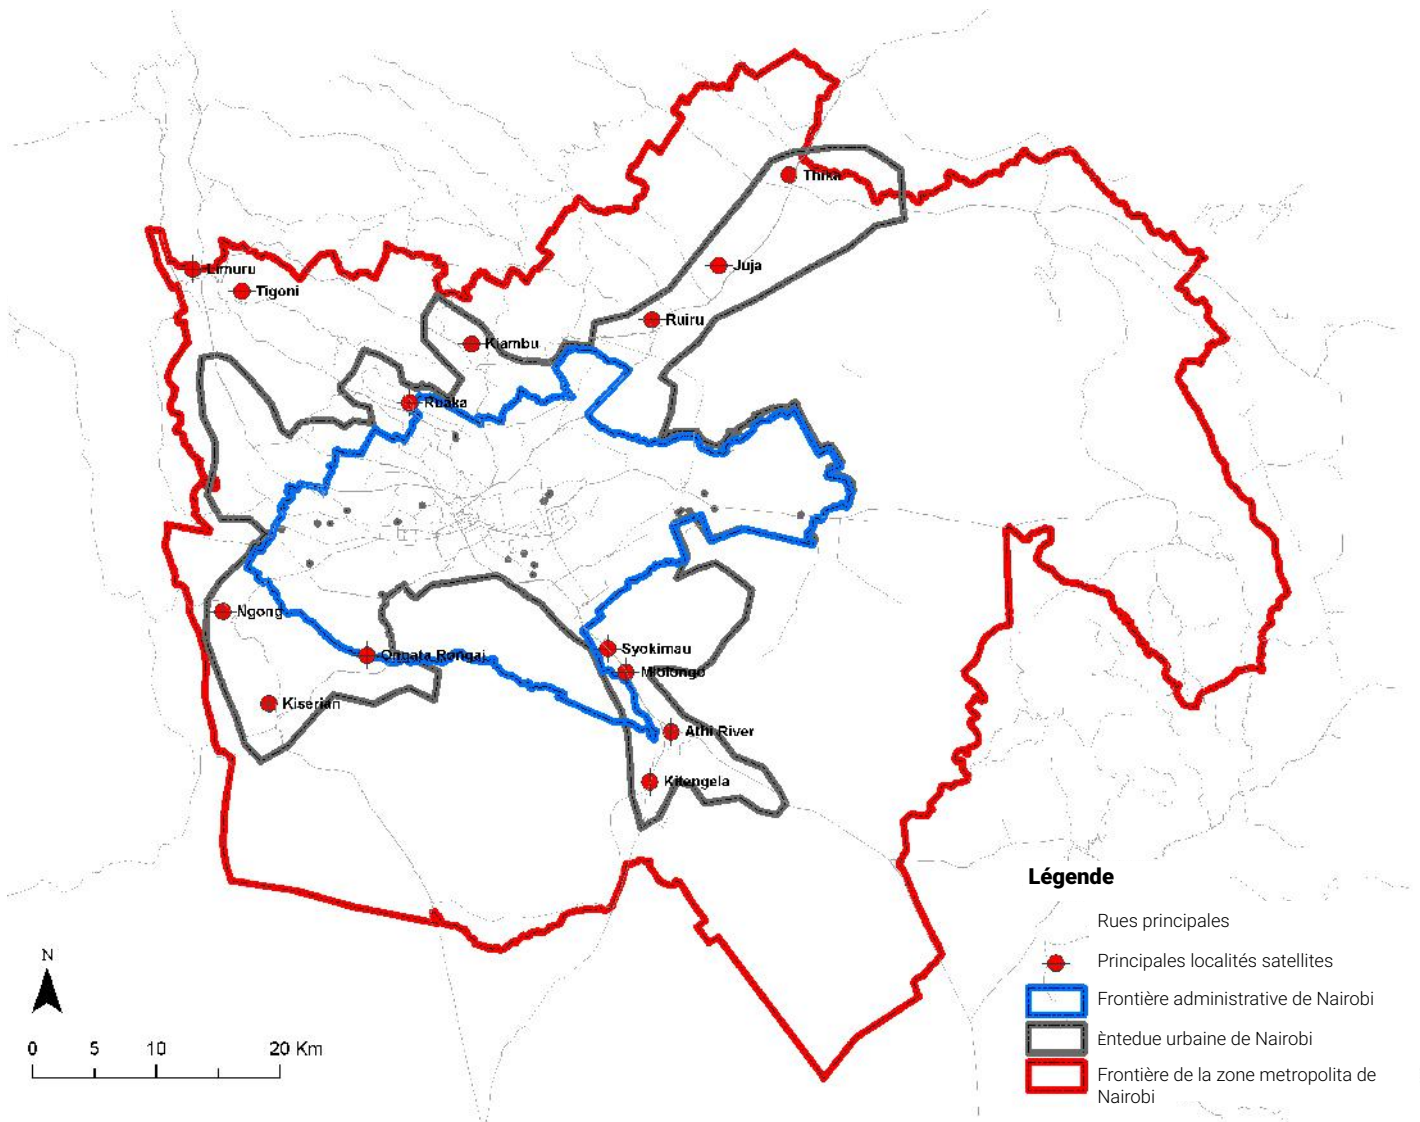 Thika
Limuru
Juja
Tigoni
Ruiru
Kiambu
Ruaka
Ngong
Syokimau
Ongata Rongai
Mlolongo
Kiserian
Athi River
Kitengela
Légende
Rues principales
Principales localités satellites
Frontière administrative de Nairobi
Èntedue urbaine de Nairobi
Frontière de la zone metropolita de
Nairobi
N
0 5 10 20 Km